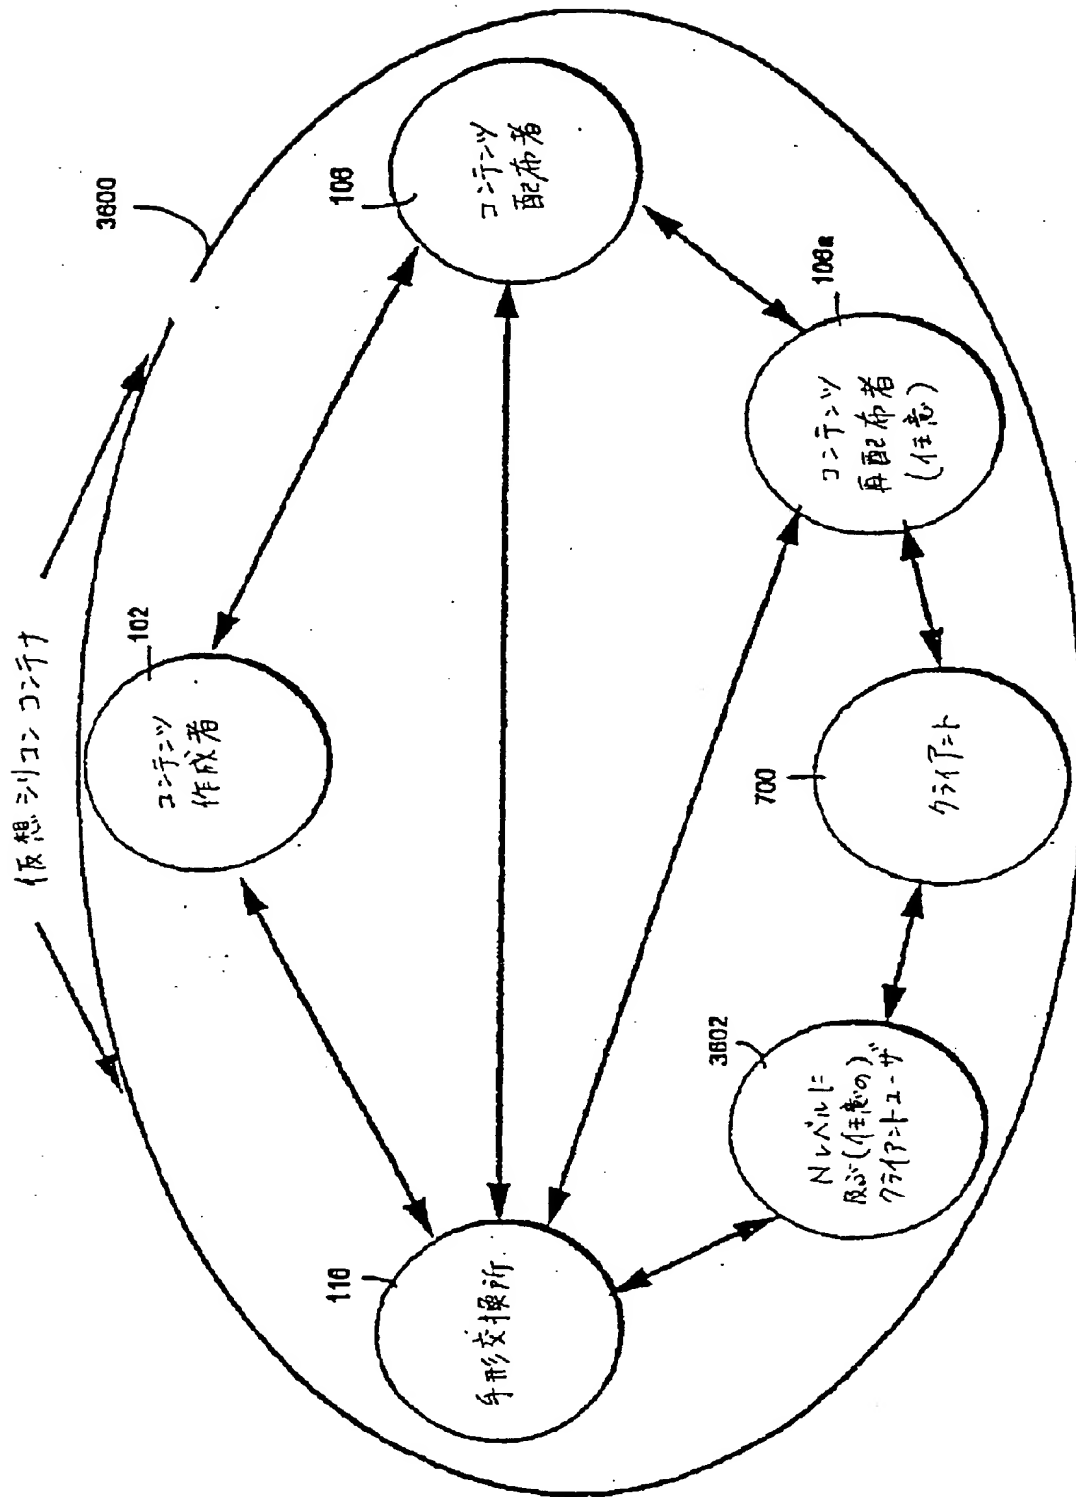 仮想シリコンコンテナ
3600
102
コンテンツ
作成者
106
コンテンツ
配布者
106a
コンテンツ
再配布者
(任意)
700
クライアント
3602
Nレベルに
及ぶ(任意の)
クライアントユーザ
116
手形交換所